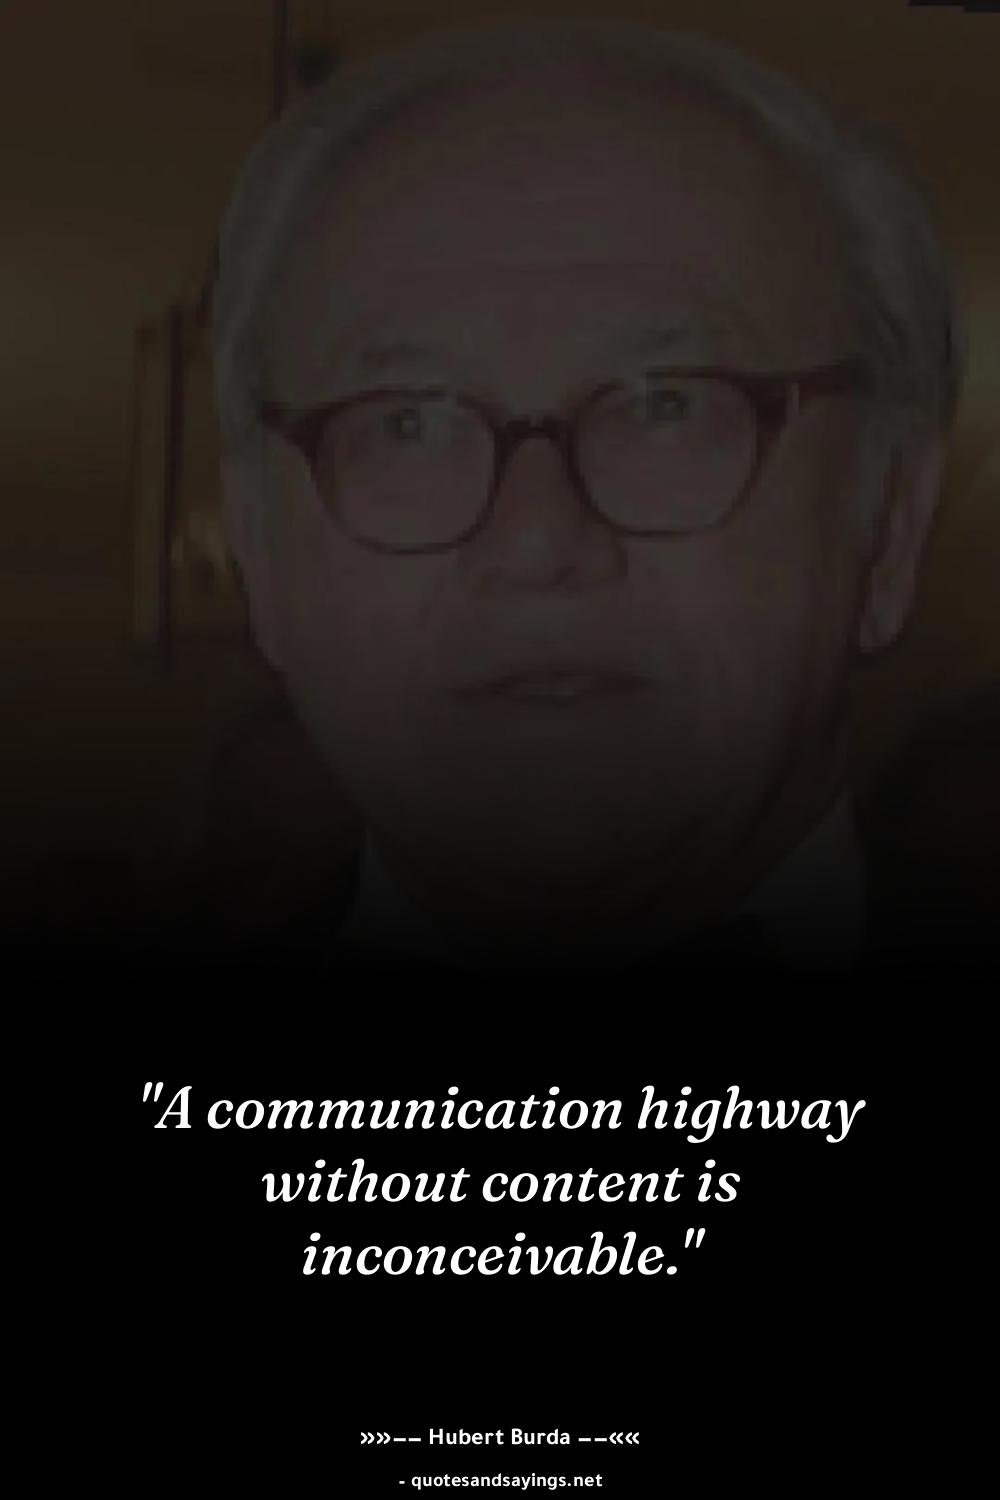 "A communication highway
without content is
inconceivable."
»»−− Hubert Burda −−««
- quotesandsayings.net